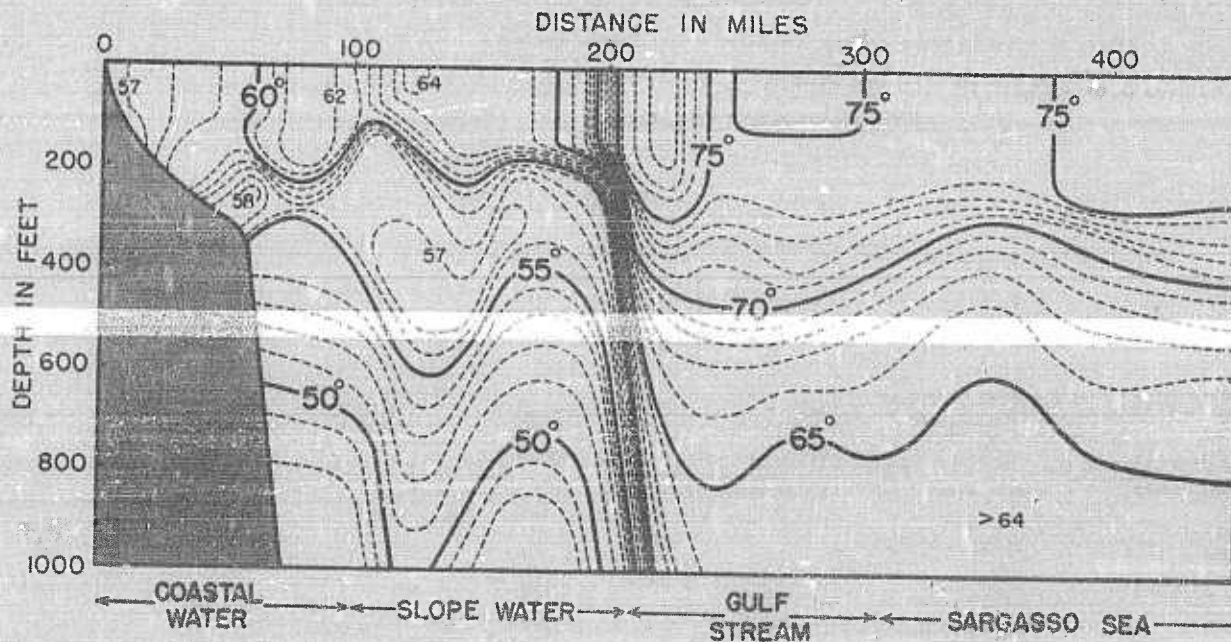 DISTANCE IN MILES
0 100 200 300 400
57 60° 62 64 75° 75° 75°
DEPTH IN FEET
200
58
57 55°
400
70°
600
50° 50° 65°
800
>64
1000
COASTAL WATER
SLOPE WATER
GULF STREAM
SARGASSO SEA